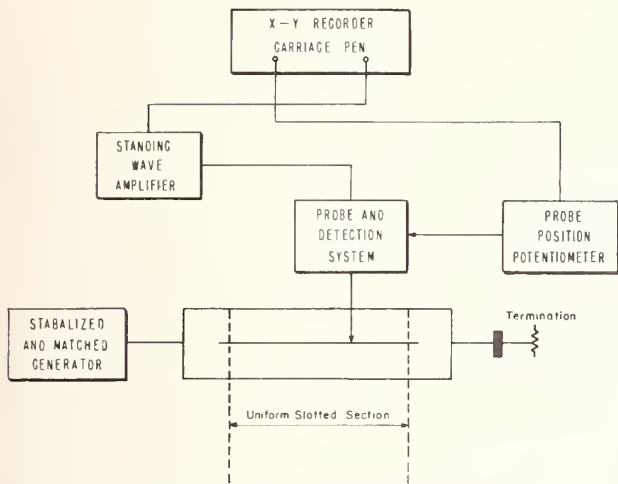 X-Y RECORDER
CARRIAGE PEN
STANDING
WAVE
AMPLIFIER
PROBE AND
DETECTION
SYSTEM
PROBE
POSITION
POTENTIOMETER
STABALIZED
AND MATCHED
GENERATOR
Termination
Uniform Slotted Section